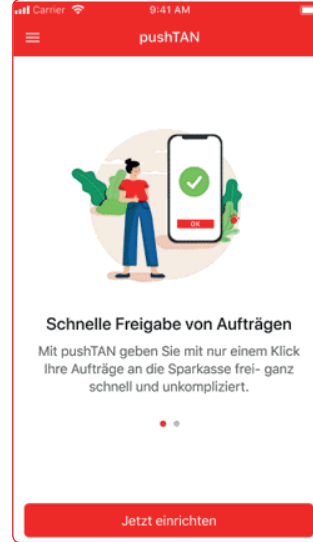 Carrier 9:41 AM
pushTAN
OK
Schnelle Freigabe von Aufträgen
Mit pushTAN geben Sie mit nur einem Klick
Ihre Aufträge an die Sparkasse frei- ganz
schnell und unkompliziert.
Jetzt einrichten